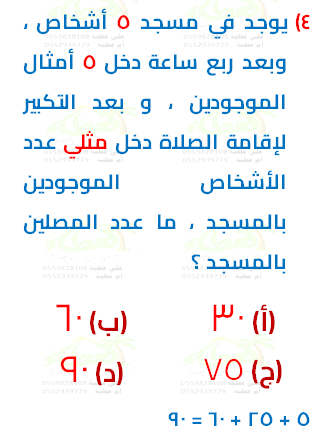 ٤) يوجد في مسجد ٥ أشخاص ،
وبعد ربع ساعة دخل ٥ أمثال
الموجودين ، و بعد التكبير
لإقامة الصلاة دخل مثلي عدد
الأشخاص الموجودين
بالمسجد ، ما عدد المصلين
بالمسجد ؟
(أ) ٣٠ (ب) ٦٠
(ج) ٧٥ (د) ٩٠
٥ + ٢٥ + ٦٠ = ٩٠